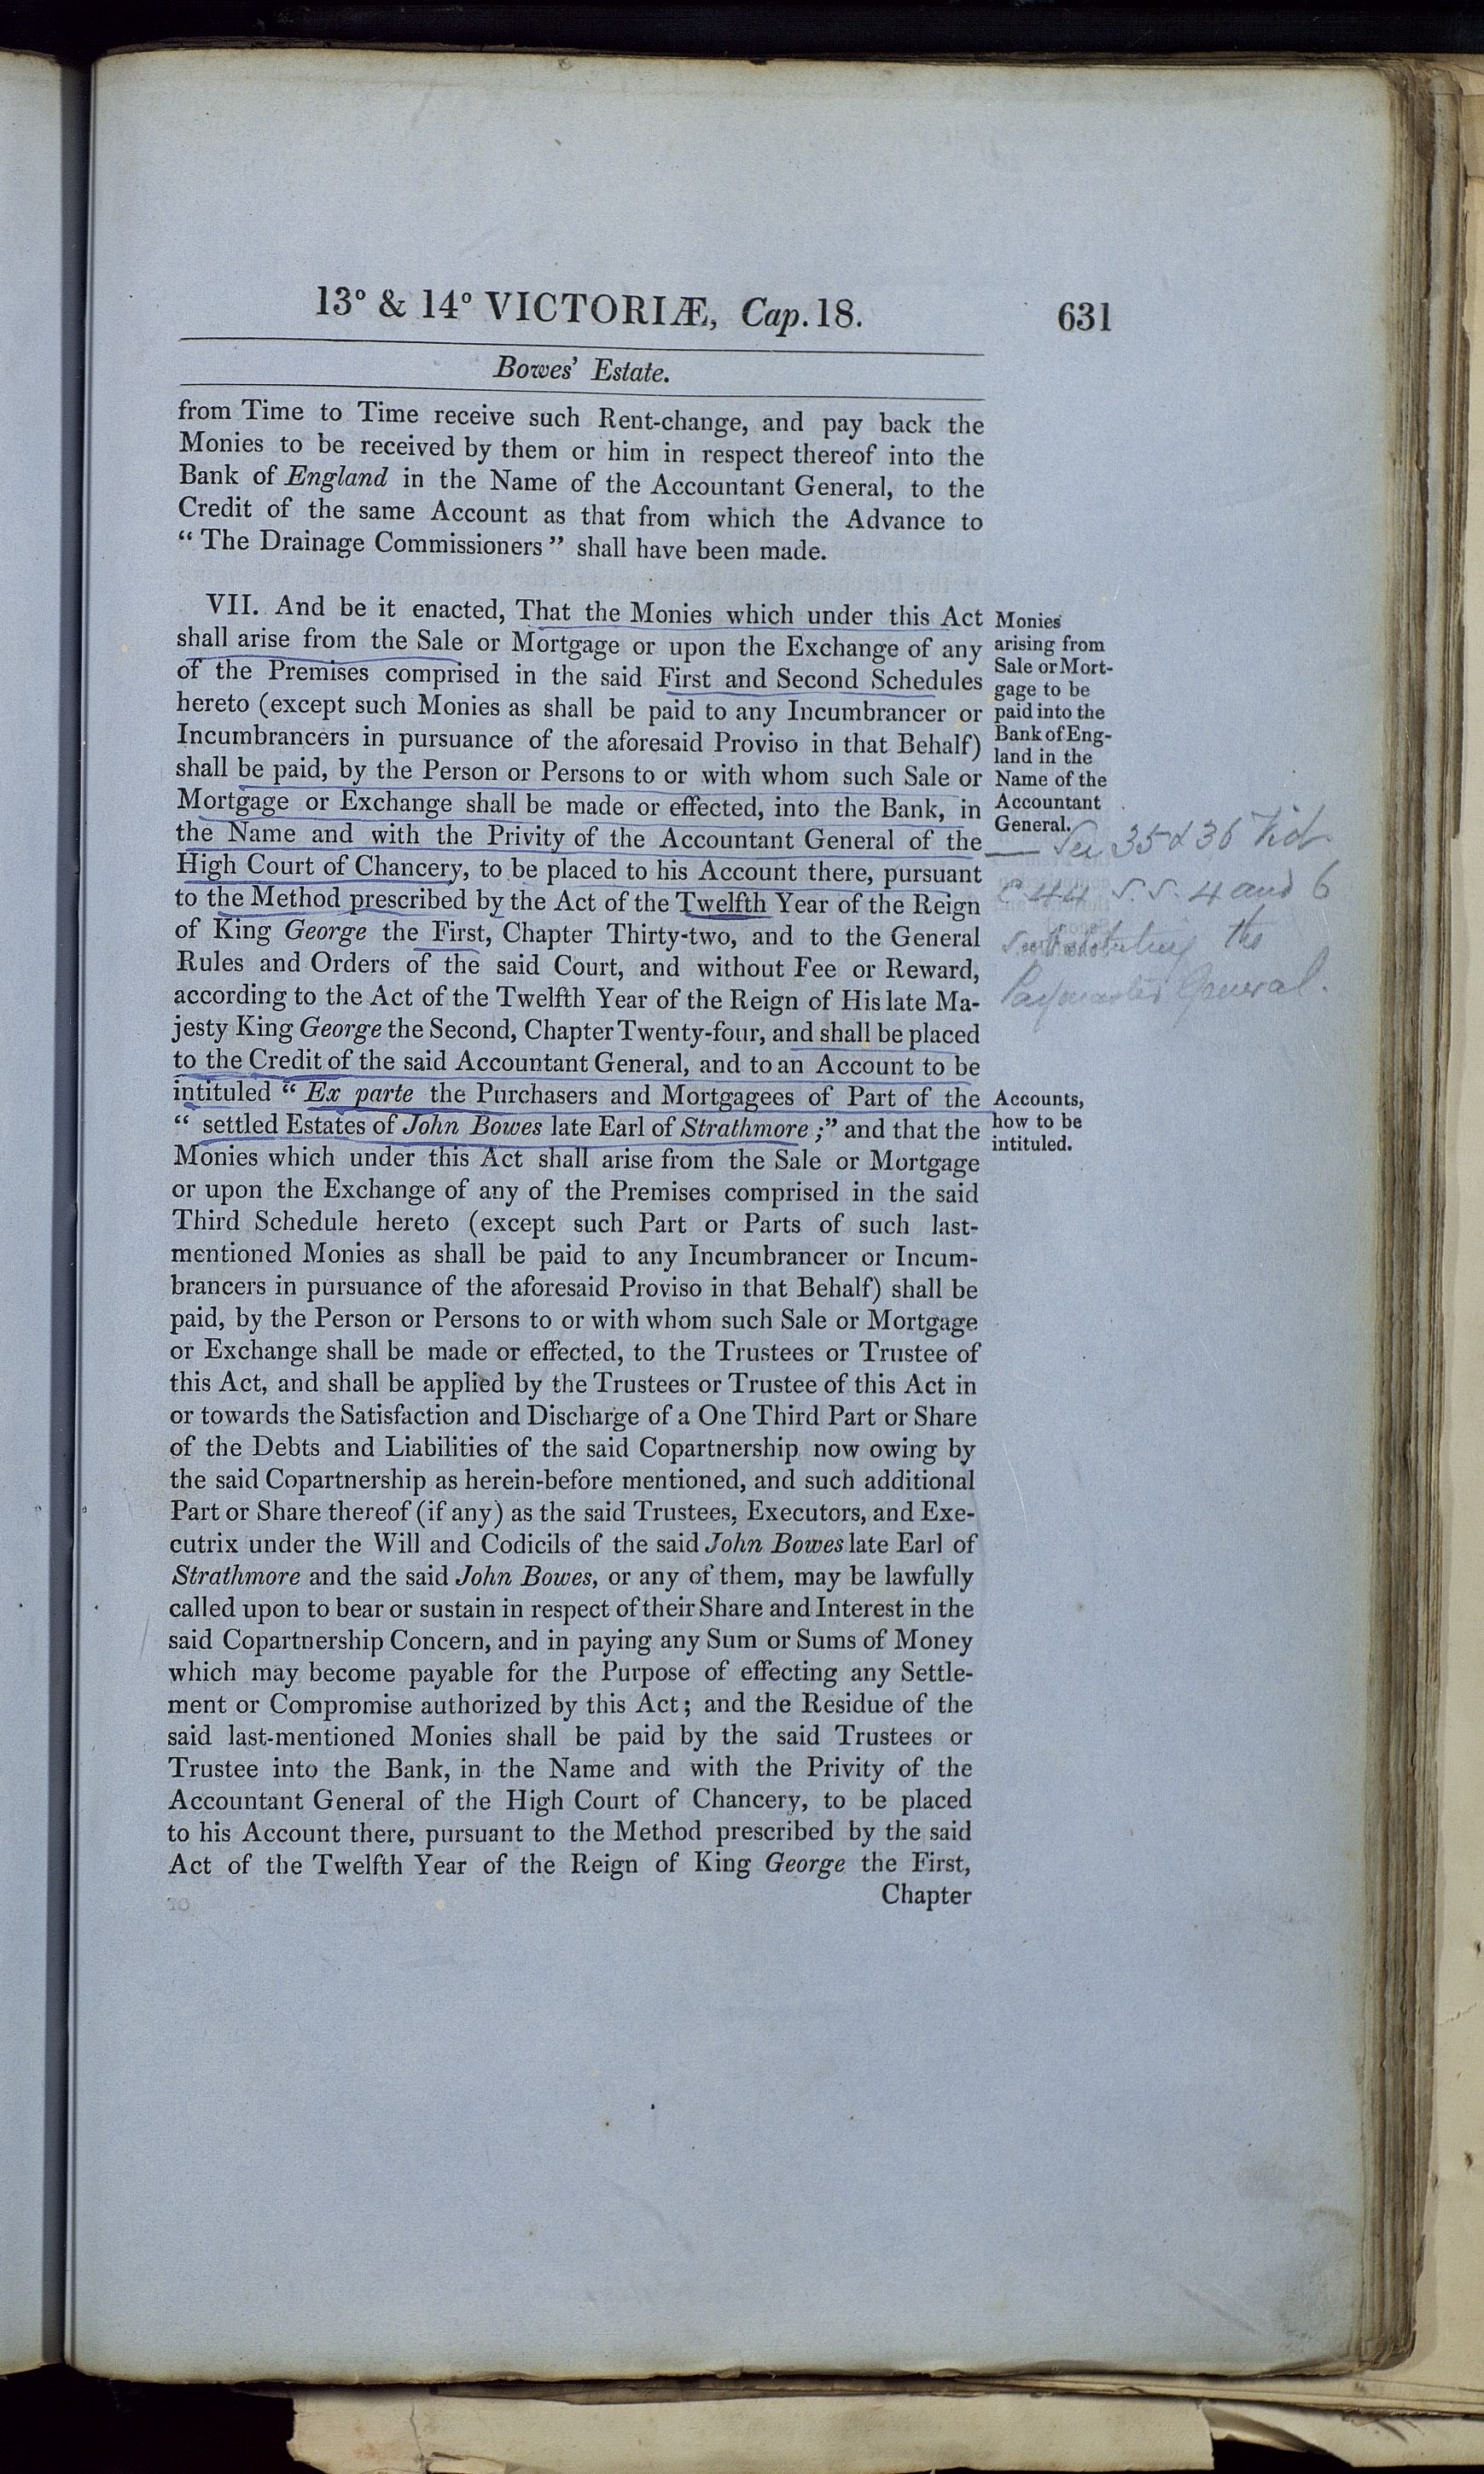 13° & 14° VICTORIÆ, Cap. 18. 631
Bowes' Estate.
from Time to Time receive such Rent-change, and pay back the
Monies to be received by them or him in respect thereof into the
Bank of England in the Name of the Accountant General, to the
Credit of the same Account as that from which the Advance to
“ The Drainage Commissioners ” shall have been made.
VII. And be it enacted, That the Monies which under this Act
shall arise from the Sale or Mortgage or upon the Exchange of any
of the Premises comprised in the said First and Second Schedules
hereto (except such Monies as shall be paid to any Incumbrancer or
Incumbrancers in pursuance of the aforesaid Proviso in that Behalf)
shall be paid, by the Person or Persons to or with whom such Sale or
Mortgage or Exchange shall be made or effected, into the Bank, in
the Name and with the Privity of the Accountant General of the
High Court of Chancery, to be placed to his Account there, pursuant
to the Method prescribed by the Act of the Twelfth Year of the Reign
of King George the First, Chapter Thirty-two, and to the General
Rules and Orders of the said Court, and without Fee or Reward,
according to the Act of the Twelfth Year of the Reign of His late Ma-
jesty King George the Second, Chapter Twenty-four, and shall be placed
to the Credit of the said Accountant General, and to an Account to be
intituled “ Ex parte the Purchasers and Mortgagees of Part of the
“ settled Estates of John Bowes late Earl of Strathmore ;” and that the
Monies which under this Act shall arise from the Sale or Mortgage
or upon the Exchange of any of the Premises comprised in the said
Third Schedule hereto (except such Part or Parts of such last-
mentioned Monies as shall be paid to any Incumbrancer or Incum-
brancers in pursuance of the aforesaid Proviso in that Behalf) shall be
paid, by the Person or Persons to or with whom such Sale or Mortgage
or Exchange shall be made or effected, to the Trustees or Trustee of
this Act, and shall be applied by the Trustees or Trustee of this Act in
or towards the Satisfaction and Discharge of a One Third Part or Share
of the Debts and Liabilities of the said Copartnership now owing by
the said Copartnership as herein-before mentioned, and such additional
Part or Share thereof (if any) as the said Trustees, Executors, and Exe-
cutrix under the Will and Codicils of the said John Bowes late Earl of
Strathmore and the said John Bowes, or any of them, may be lawfully
called upon to bear or sustain in respect of their Share and Interest in the
said Copartnership Concern, and in paying any Sum or Sums of Money
which may become payable for the Purpose of effecting any Settle-
ment or Compromise authorized by this Act; and the Residue of the
said last-mentioned Monies shall be paid by the said Trustees or
Trustee into the Bank, in the Name and with the Privity of the
Accountant General of the High Court of Chancery, to be placed
to his Account there, pursuant to the Method prescribed by the said
Act of the Twelfth Year of the Reign of King George the First,
Chapter
Monies
arising from
Sale or Mort-
gage to be
paid into the
Bank of Eng-
land in the
Name of the
Accountant
General.
See 35 & 36 Vict
C 44 S.S. 4 and 6
substituting the
Paymaster General.
Accounts,
how to be
intituled.